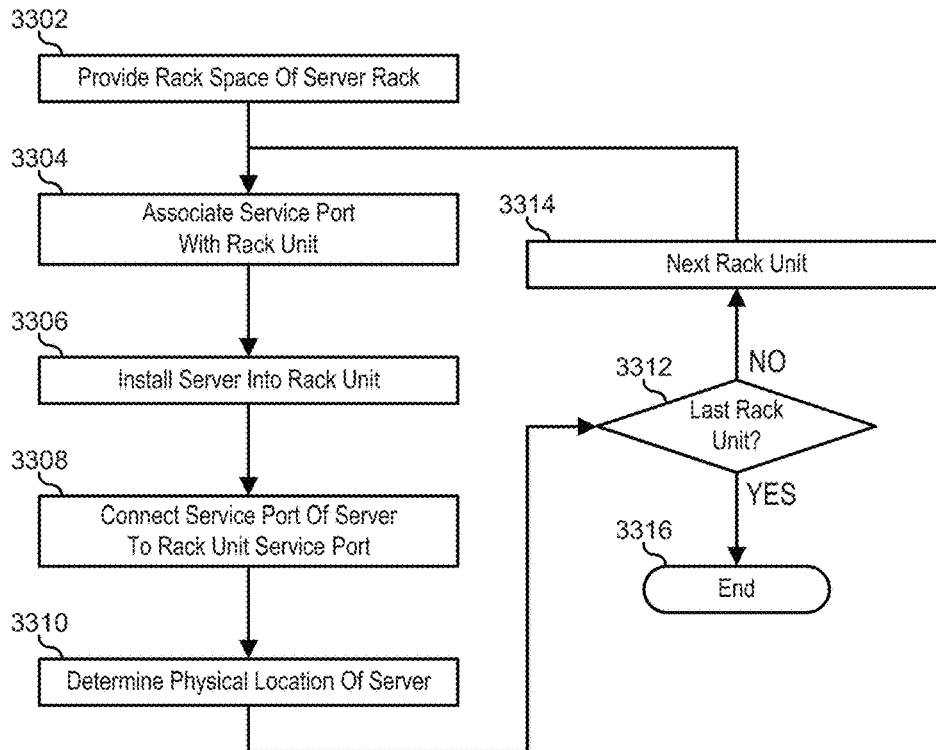 3302
Provide Rack Space Of Server Rack
3304
Associate Service Port
With Rack Unit
3306
Install Server Into Rack Unit
3308
Connect Service Port Of Server
To Rack Unit Service Port
3310
Determine Physical Location Of Server
3314
Next Rack Unit
NO
3312
Last Rack
Unit?
YES
3316
End